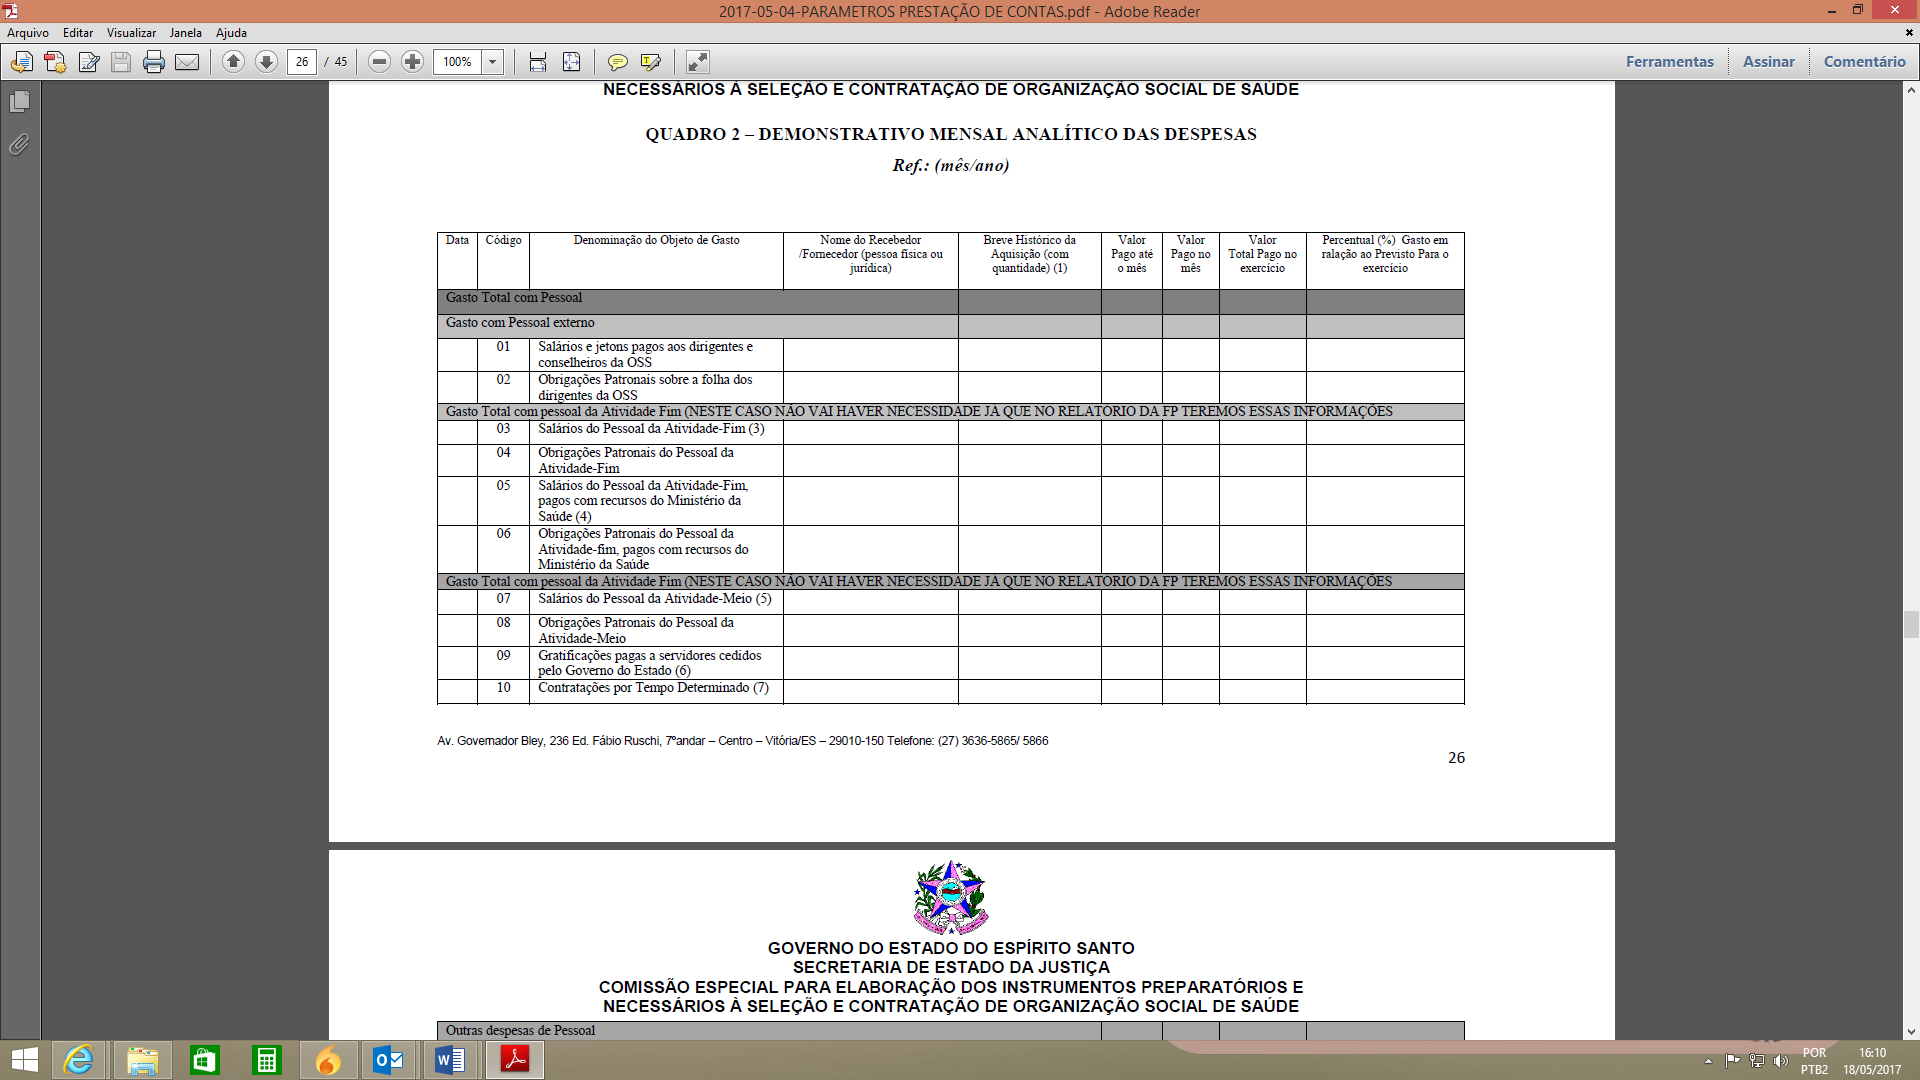 2017-05-04-PARAMETROS PRESTAÇÃO DE CONTAS.pdf - Adobe Reader
Arquivo Editar Visualizar Janela Ajuda
26 / 45 100% Ferramentas Assinar Comentário
NECESSÁRIOS À SELEÇÃO E CONTRATAÇÃO DE ORGANIZAÇÃO SOCIAL DE SAÚDE
QUADRO 2 – DEMONSTRATIVO MENSAL ANALÍTICO DAS DESPESAS
Ref.: (mês/ano)
Data Código Denominação do Objeto de Gasto Nome do Recebedor Breve Histórico da Valor Valor Valor Percentual (%) Gasto em
/Fornecedor (pessoa física ou Aquisição (com Pago até Pago no Total Pago no ralação ao Previsto Para o
jurídica) quantidade) (1) o mês mês exercício exercício
Gasto Total com Pessoal
Gasto com Pessoal externo
01 Salários e jetons pagos aos dirigentes e
conselheiros da OSS
02 Obrigações Patronais sobre a folha dos
dirigentes da OSS
Gasto Total com pessoal da Atividade Fim (NESTE CASO NÃO VAI HAVER NECESSIDADE JÁ QUE NO RELATÓRIO DA FP TEREMOS ESSAS INFORMAÇÕES
03 Salários do Pessoal da Atividade-Fim (3)
04 Obrigações Patronais do Pessoal da
Atividade-Fim
05 Salários do Pessoal da Atividade-Fim,
pagos com recursos do Ministério da
Saúde (4)
06 Obrigações Patronais do Pessoal da
Atividade-fim, pagos com recursos do
Ministério da Saúde
Gasto Total com pessoal da Atividade Fim (NESTE CASO NÃO VAI HAVER NECESSIDADE JÁ QUE NO RELATÓRIO DA FP TEREMOS ESSAS INFORMAÇÕES
07 Salários do Pessoal da Atividade-Meio (5)
08 Obrigações Patronais do Pessoal da
Atividade-Meio
09 Gratificações pagas a servidores cedidos
pelo Governo do Estado (6)
10 Contratações por Tempo Determinado (7)
Av. Governador Bley, 236 Ed. Fábio Ruschi, 7ºandar – Centro – Vitória/ES – 29010-150 Telefone: (27) 3636-5865/ 5866
26
GOVERNO DO ESTADO DO ESPÍRITO SANTO
SECRETARIA DE ESTADO DA JUSTIÇA
COMISSÃO ESPECIAL PARA ELABORAÇÃO DOS INSTRUMENTOS PREPARATÓRIOS E
NECESSÁRIOS À SELEÇÃO E CONTRATAÇÃO DE ORGANIZAÇÃO SOCIAL DE SAÚDE
Outras despesas de Pessoal
POR 16:10
PTB2 18/05/2017